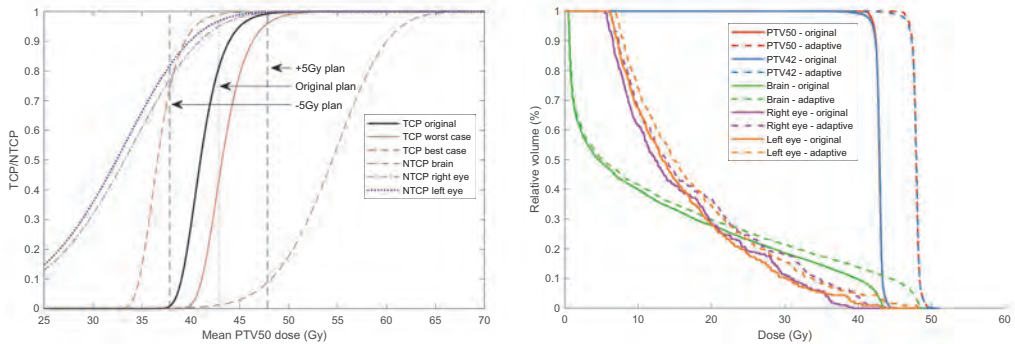 1
0.9
0.8
0.7
0.6
0.5
0.4
0.3
0.2
0.1
0
TCP/NTCP
25 30 35 40 45 50 55 60 65 70
Mean PTV50 dose (Gy)
+5Gy plan
Original plan
-5Gy plan
TCP original
TCP worst case
TCP best case
NTCP brain
NTCP right eye
NTCP left eye
1
0.9
0.8
0.7
0.6
0.5
0.4
0.3
0.2
0.1
0
Relative volume (%)
0 10 20 30 40 50 60
Dose (Gy)
PTV50 - original
PTV50 - adaptive
PTV42 - original
PTV42 - adaptive
Brain - original
Brain - adaptive
Right eye - original
Right eye - adaptive
Left eye - original
Left eye - adaptive